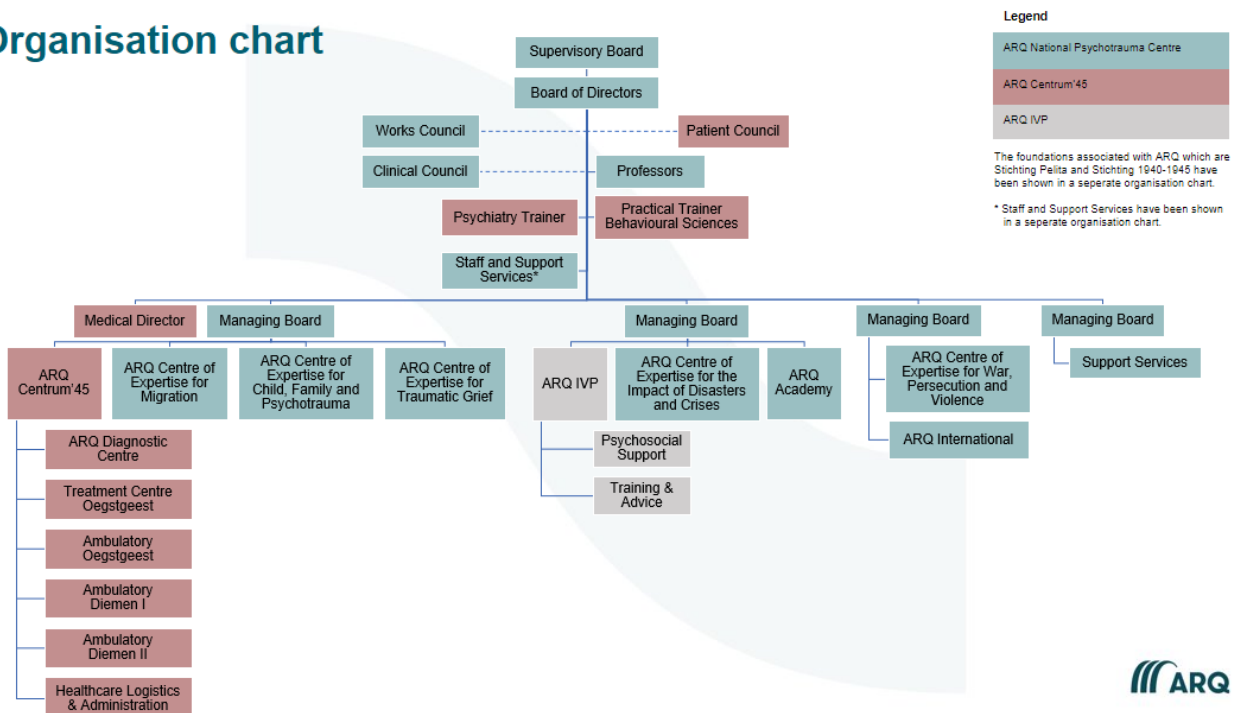 Organisation chart
Legend
ARQ National Psychotrauma Centre
ARQ Centrum'45
ARQ IVP
The foundations associated with ARQ which are
Stichting Pelita and Stichting 1940-1945 have
been shown in a seperate organisation chart.
* Staff and Support Services have been shown
in a seperate organisation chart.
Supervisory Board
Board of Directors
Works Council
Patient Council
Clinical Council
Professors
Psychiatry Trainer
Practical Trainer
Behavioural Sciences
Staff and Support
Services*
Medical Director
Managing Board
Managing Board
Managing Board
Managing Board
ARQ
Centrum'45
ARQ Centre of
Expertise for
Migration
ARQ Centre of
Expertise for
Child, Family and
Psychotrauma
ARQ Centre of
Expertise for
Traumatic Grief
ARQ IVP
ARQ Centre of
Expertise for the
Impact of Disasters
and Crises
ARQ
Academy
ARQ Centre of
Expertise for War,
Persecution and
Violence
ARQ International
Support Services
ARQ Diagnostic
Centre
Treatment Centre
Oegstgeest
Ambulatory
Oegstgeest
Ambulatory
Diemen I
Ambulatory
Diemen II
Healthcare Logistics
& Administration
Psychosocial
Support
Training &
Advice
ARQ